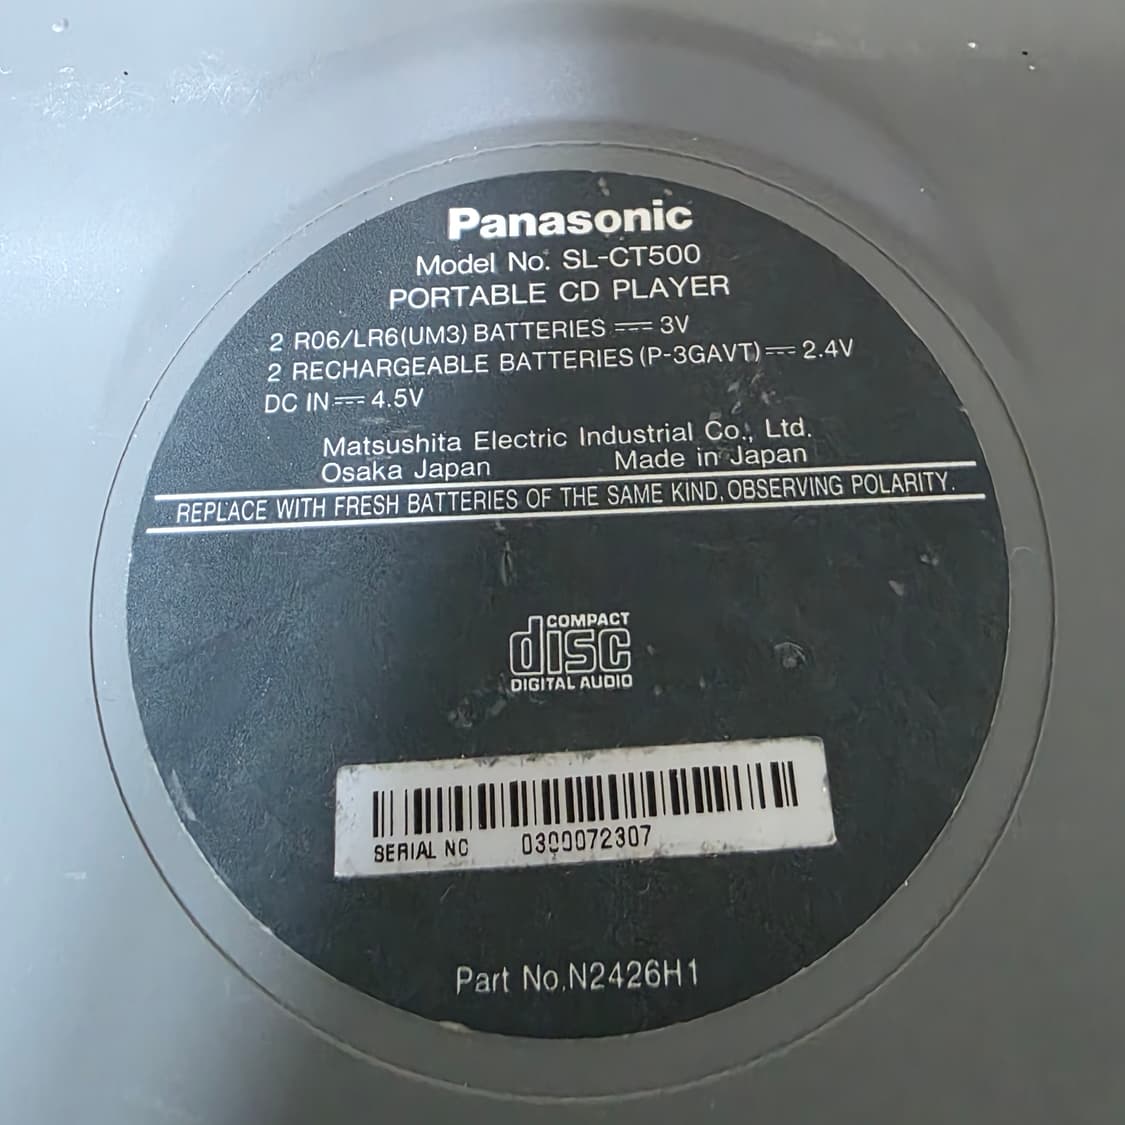 Panasonic
Model No. SL-CT500
PORTABLE CD PLAYER
2 R06/LR6(UM3) BATTERIES ⎓ 3V
2 RECHARGEABLE BATTERIES (P-3GAVT) ⎓ 2.4V
DC IN ⎓ 4.5V
Matsushita Electric Industrial Co., Ltd.
Osaka Japan Made in Japan
REPLACE WITH FRESH BATTERIES OF THE SAME KIND, OBSERVING POLARITY.
COMPACT
disc
DIGITAL AUDIO
SERIAL NO
Part No.N2426H1